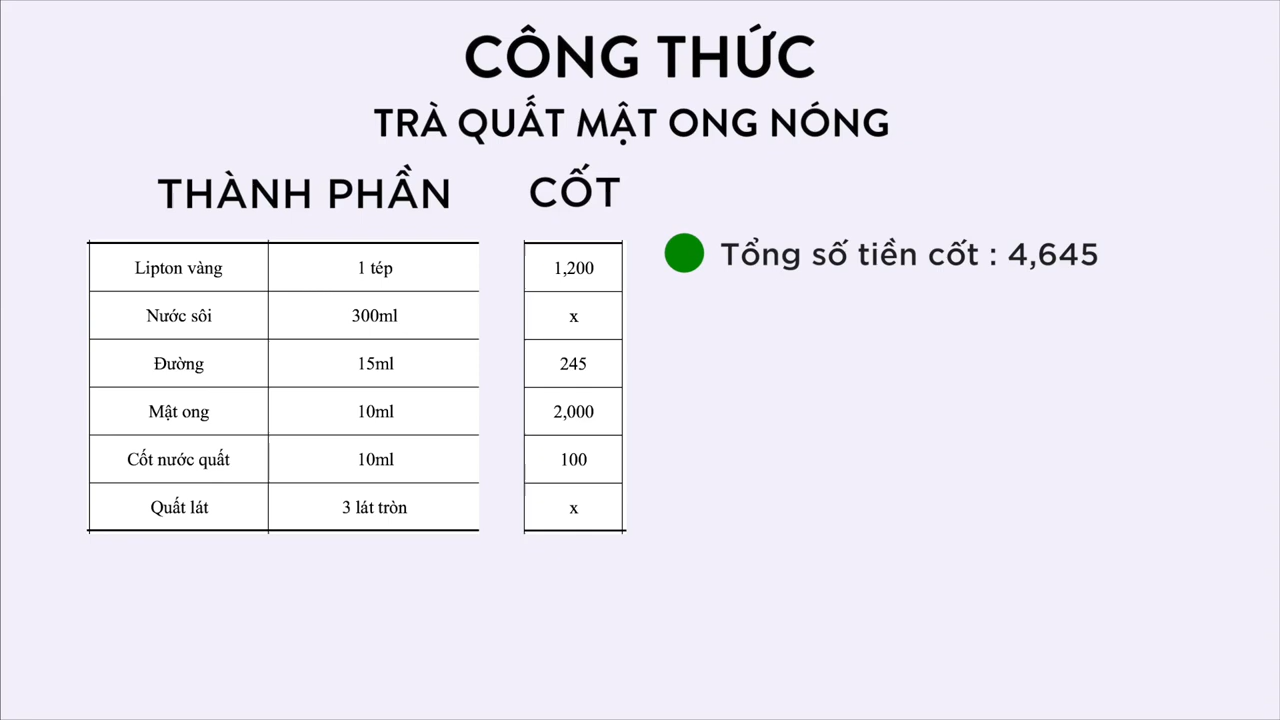 CÔNG THỨC
TRÀ QUẤT MẬT ONG NÓNG
THÀNH PHẦN CỐT
Tổng số tiền cốt : 4,645
Lipton vàng 1 tép 1,200
Nước sôi 300ml x
Đường 15ml 245
Mật ong 10ml 2,000
Cốt nước quất 10ml 100
Quất lát 3 lát tròn x